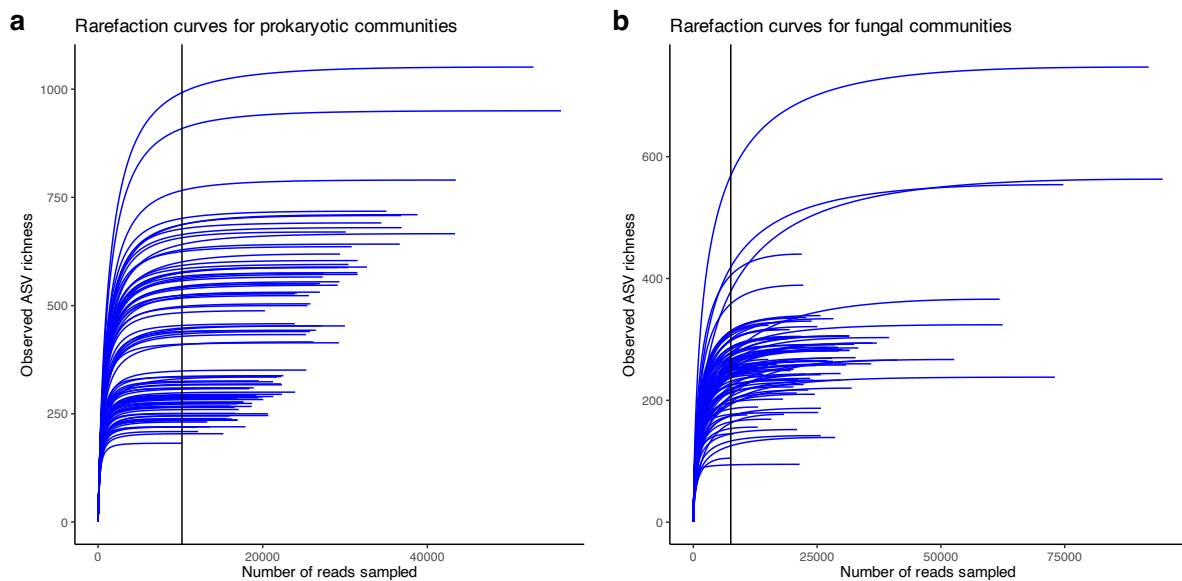 a
Rarefaction curves for prokaryotic communities
1000
750
500
250
0
Observed ASV richness
0
20000
40000
Number of reads sampled
b
Rarefaction curves for fungal communities
600
400
200
0
Observed ASV richness
0
25000
50000
75000
Number of reads sampled